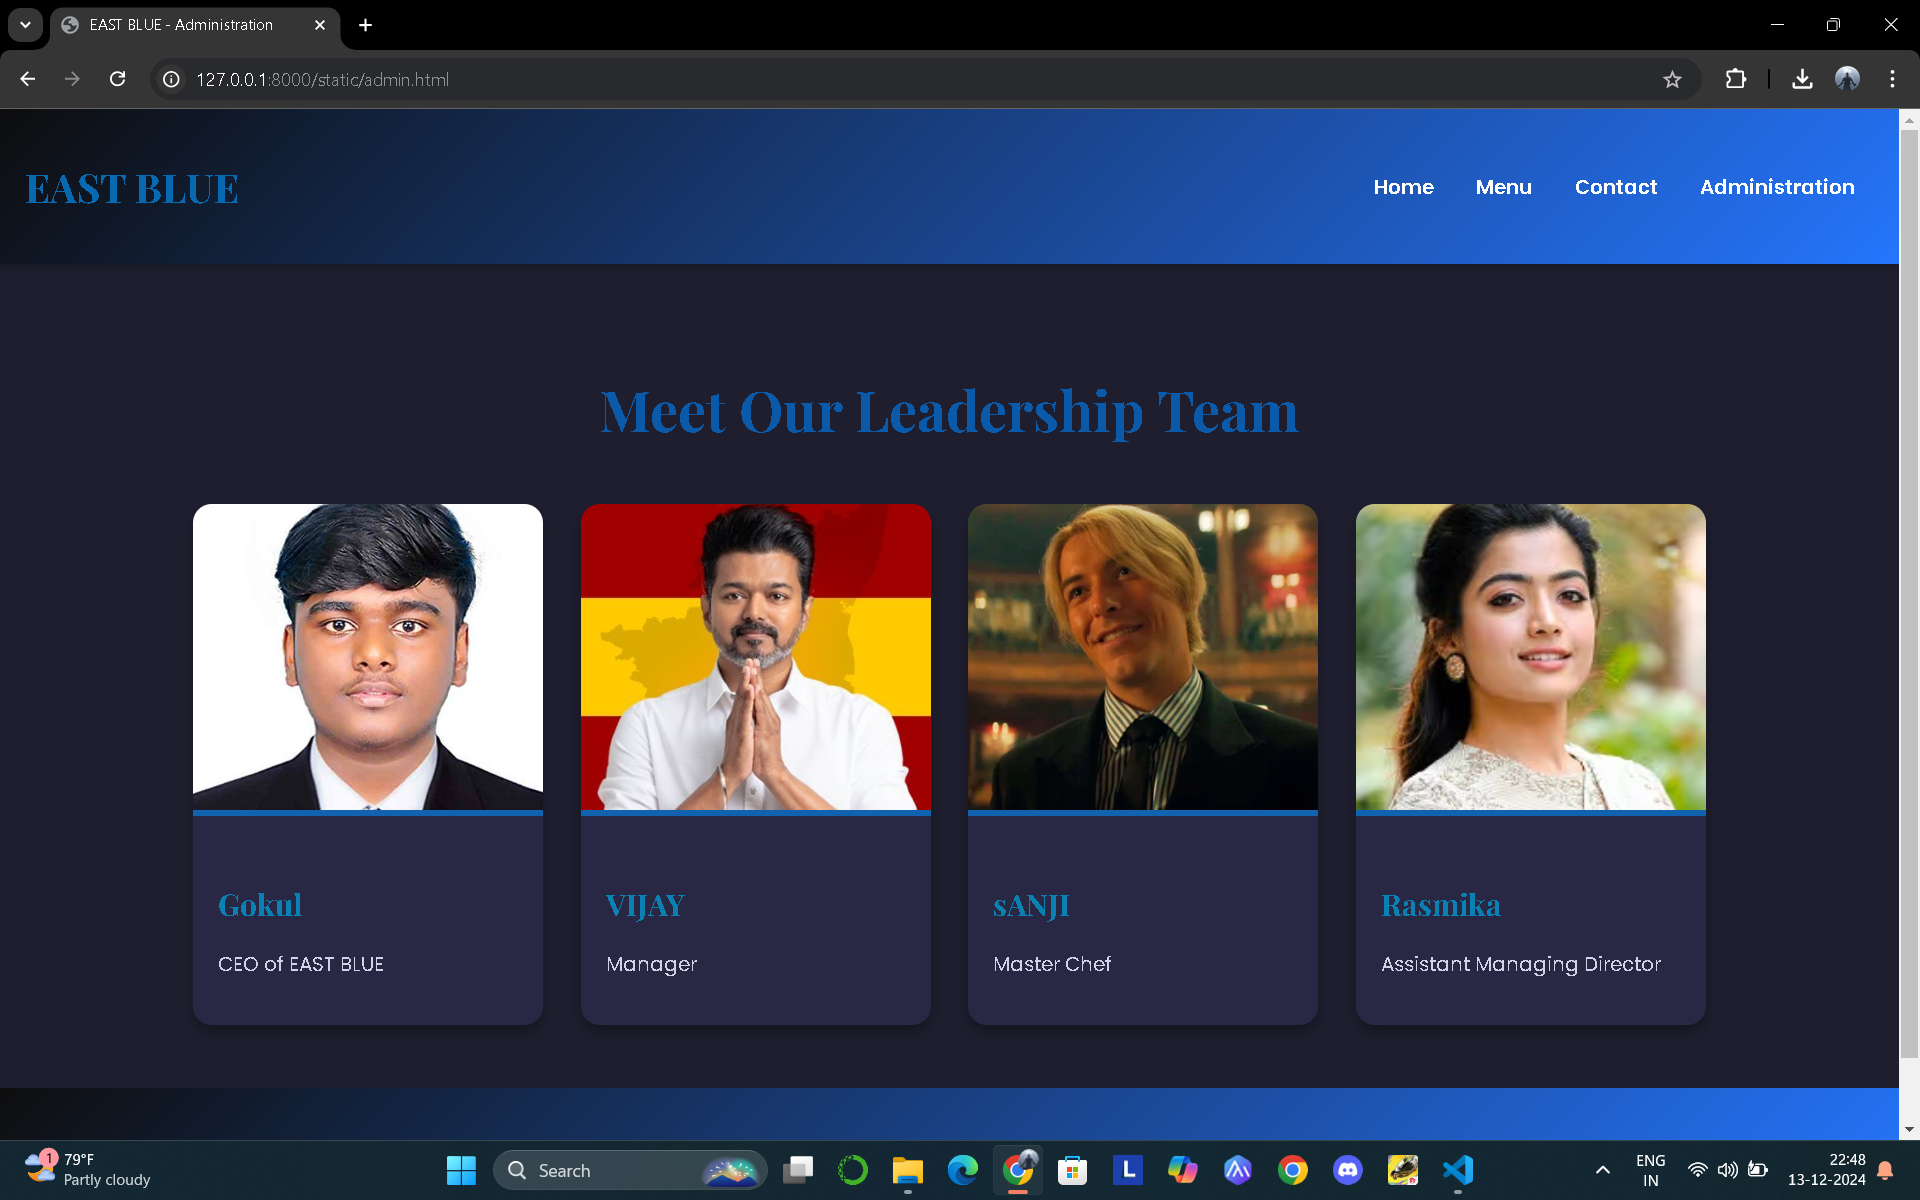 EAST BLUE - Administration
127.0.0.1:8000/static/admin.html
EAST BLUE
Home Menu Contact Administration
Meet Our Leadership Team
Gokul
CEO of EAST BLUE
VIJAY
Manager
sANJI
Master Chef
Rasmika
Assistant Managing Director
1
79°F
Partly cloudy
Search
L
ENG
IN
22:48
13-12-2024